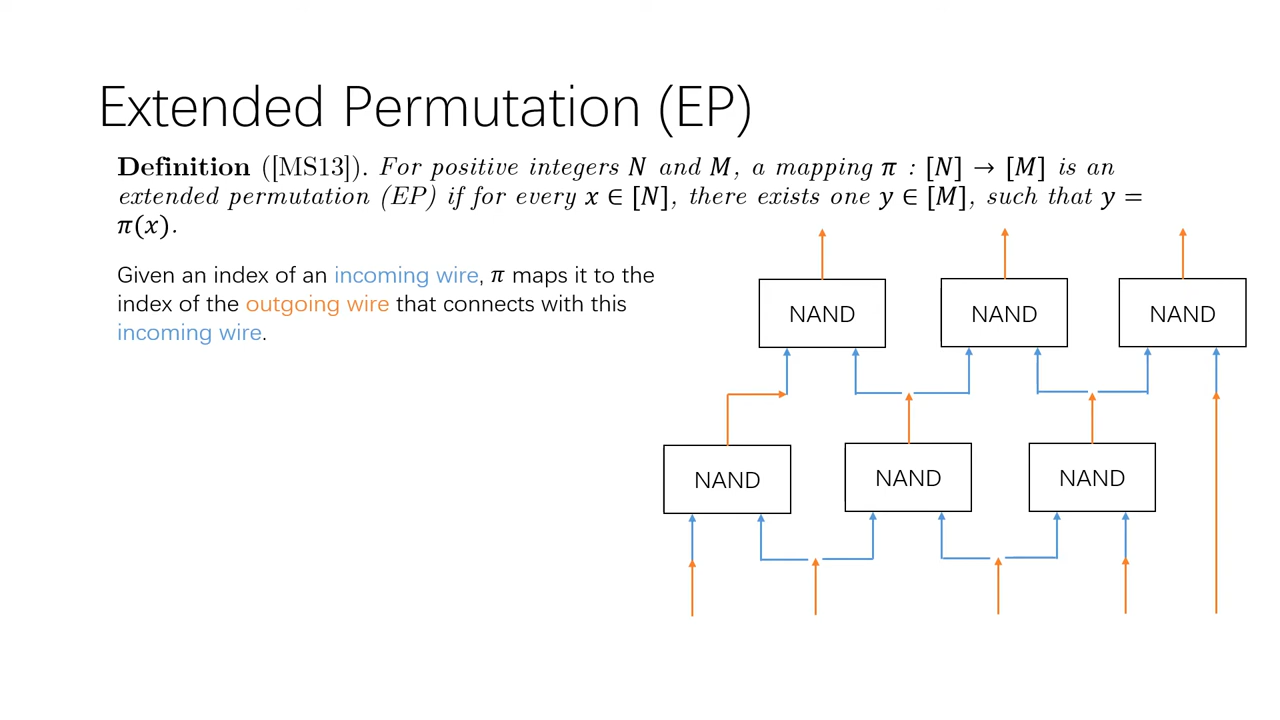 Extended Permutation (EP)
Definition ([MS13]). For positive integers N and M, a mapping π : [N] → [M] is an
extended permutation (EP) if for every x ∈ [N], there exists one y ∈ [M], such that y =
π(x).
Given an index of an incoming wire, π maps it to the
index of the outgoing wire that connects with this
incoming wire.
NAND NAND NAND
NAND NAND NAND